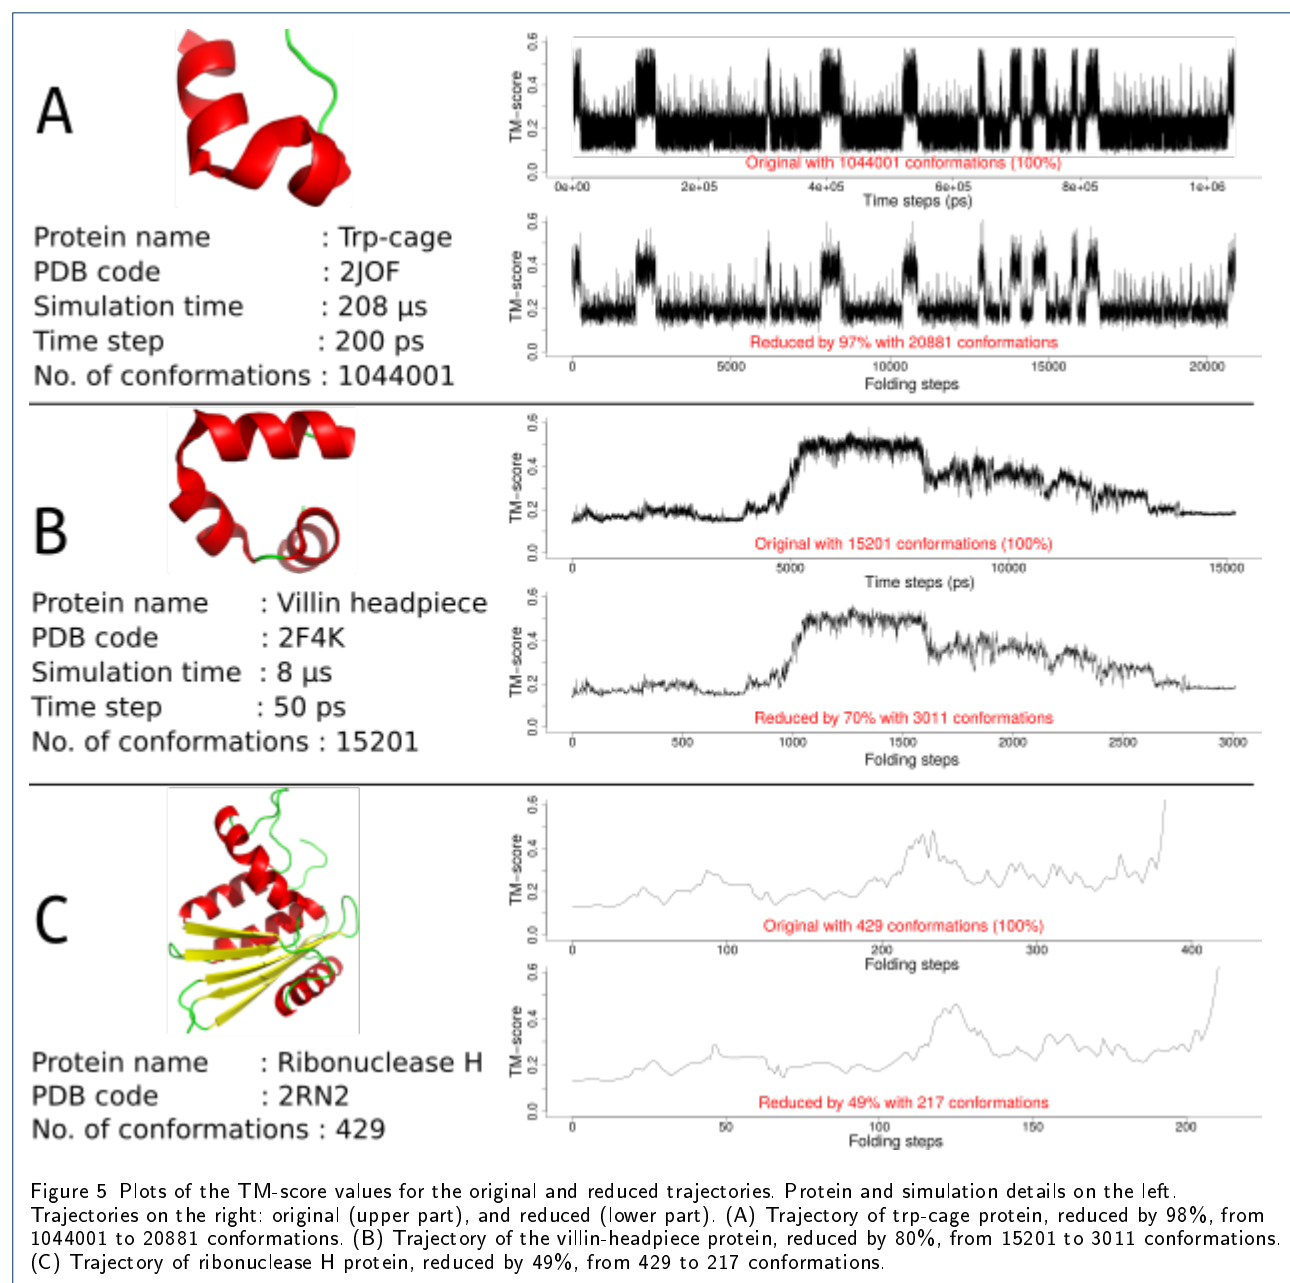 A
Protein name : Trp-cage
PDB code : 2JOF
Simulation time : 208 µs
Time step : 200 ps
No. of conformations : 1044001
TM-score
0.0 0.2 0.4 0.6
Original with 1044001 conformations (100%)
0e+00 2e+05 4e+05 6e+05 8e+05 1e+06
Time steps (ps)
TM-score
0.0 0.2 0.4 0.6
Reduced by 97% with 20881 conformations
0 5000 10000 15000 20000
Folding steps
B
Protein name : Villin headpiece
PDB code : 2F4K
Simulation time : 8 µs
Time step : 50 ps
No. of conformations : 15201
TM-score
0.0 0.2 0.4 0.6
Original with 15201 conformations (100%)
0 5000 10000 15000
Time steps (ps)
TM-score
0.0 0.2 0.4 0.6
Reduced by 70% with 3011 conformations
0 500 1000 1500 2000 2500 3000
Folding steps
C
Protein name : Ribonuclease H
PDB code : 2RN2
No. of conformations : 429
TM-score
0.0 0.2 0.4 0.6
Original with 429 conformations (100%)
0 100 200 300 400
Folding steps
TM-score
0.0 0.2 0.4 0.6
Reduced by 49% with 217 conformations
0 50 100 150 200
Folding steps
Figure 5 Plots of the TM-score values for the original and reduced trajectories. Protein and simulation details on the left.
Trajectories on the right: original (upper part), and reduced (lower part). (A) Trajectory of trp-cage protein, reduced by 98%, from
1044001 to 20881 conformations. (B) Trajectory of the villin-headpiece protein, reduced by 80%, from 15201 to 3011 conformations.
(C) Trajectory of ribonuclease H protein, reduced by 49%, from 429 to 217 conformations.